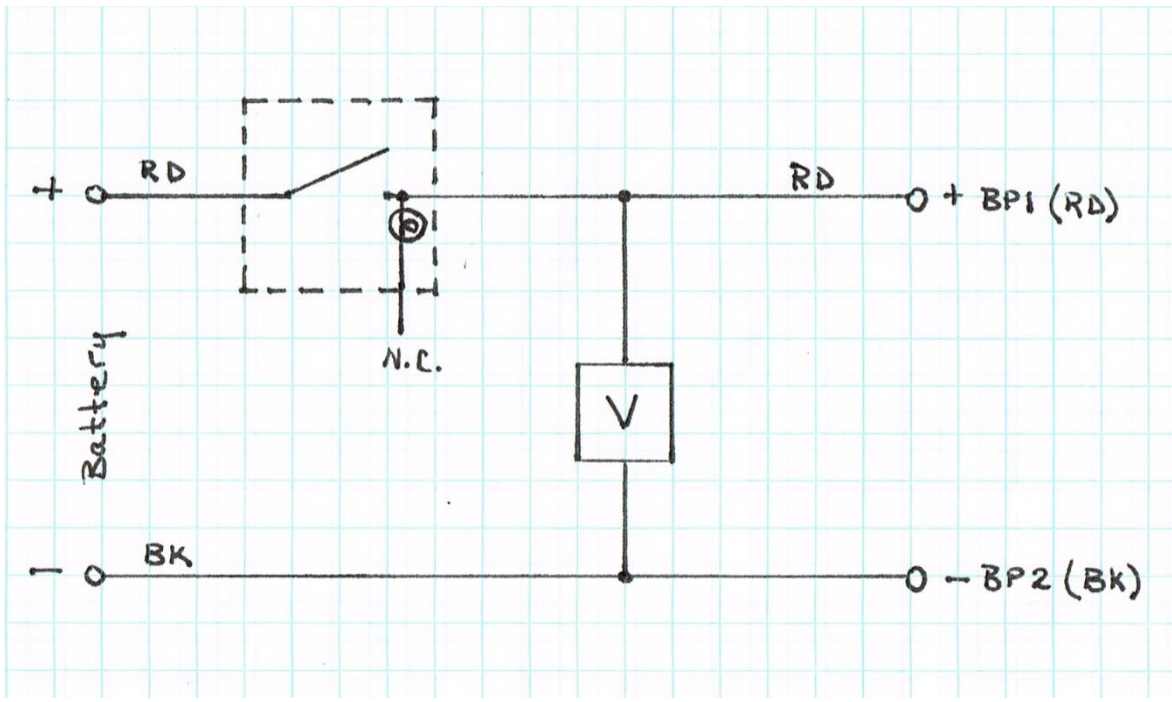 RD
RD
+
+ BP1 (RD)
N.C.
Battery
V
BK
−
− BP2 (BK)